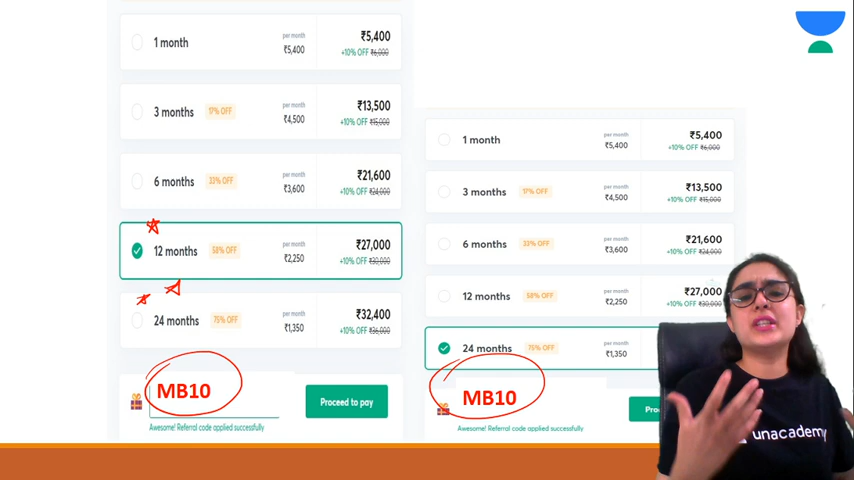 1 month
per month
₹5,400
₹5,400
+10% OFF ₹6,000
3 months
17% OFF
per month
₹4,500
₹13,500
+10% OFF ₹15,000
6 months
33% OFF
per month
₹3,600
₹21,600
+10% OFF ₹24,000
12 months
58% OFF
per month
₹2,250
₹27,000
+10% OFF ₹30,000
24 months
75% OFF
per month
₹1,350
₹32,400
+10% OFF ₹36,000
MB10
Proceed to pay
Awesome! Referral code applied successfully
1 month
per month
₹5,400
₹5,400
+10% OFF ₹6,000
3 months
17% OFF
per month
₹4,500
₹13,500
+10% OFF ₹15,000
6 months
33% OFF
per month
₹3,600
₹21,600
+10% OFF ₹24,000
12 months
58% OFF
per month
₹2,250
₹27,000
+10% OFF ₹30,000
24 months
75% OFF
per month
₹1,350
MB10
Awesome! Referral code applied successfully
unacademy